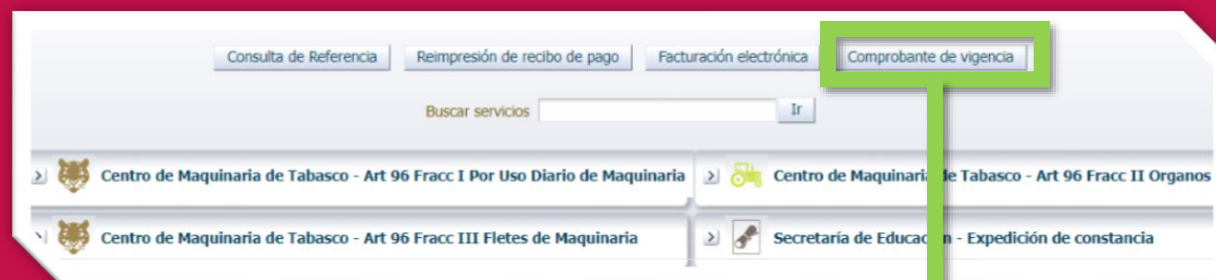 Consulta de Referencia Reimpresión de recibo de pago Facturación electrónica Comprobante de vigencia
Buscar servicios Ir
Centro de Maquinaria de Tabasco - Art 96 Fracc I Por Uso Diario de Maquinaria Centro de Maquinaria de Tabasco - Art 96 Fracc II Organos
Centro de Maquinaria de Tabasco - Art 96 Fracc III Fletes de Maquinaria Secretaría de Educación - Expedición de constancia